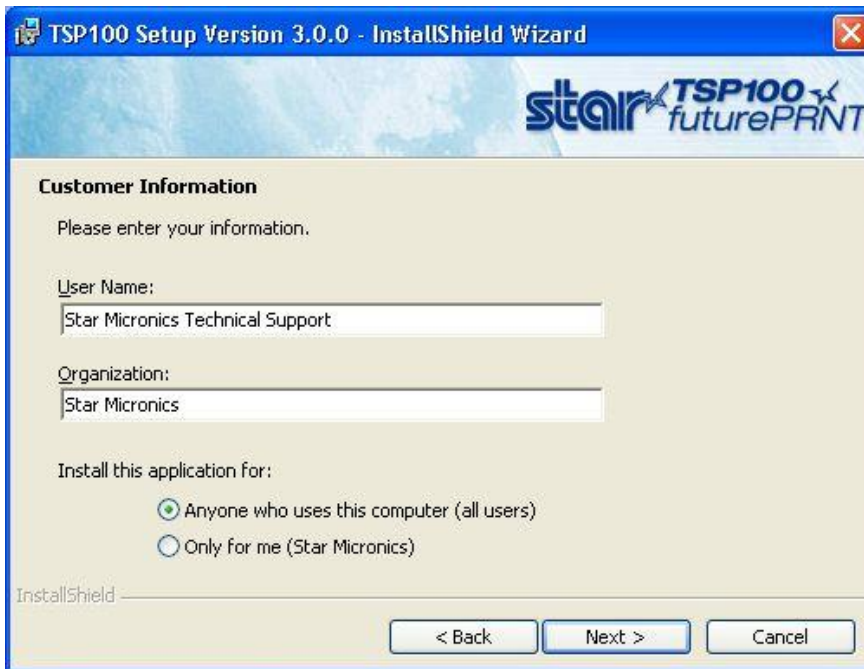 TSP100 Setup Version 3.0.0 - InstallShield Wizard
star TSP100
futurePRNT
Customer Information
Please enter your information.
User Name:
Star Micronics Technical Support
Organization:
Star Micronics
Install this application for:
Anyone who uses this computer (all users)
Only for me (Star Micronics)
InstallShield
< Back Next > Cancel